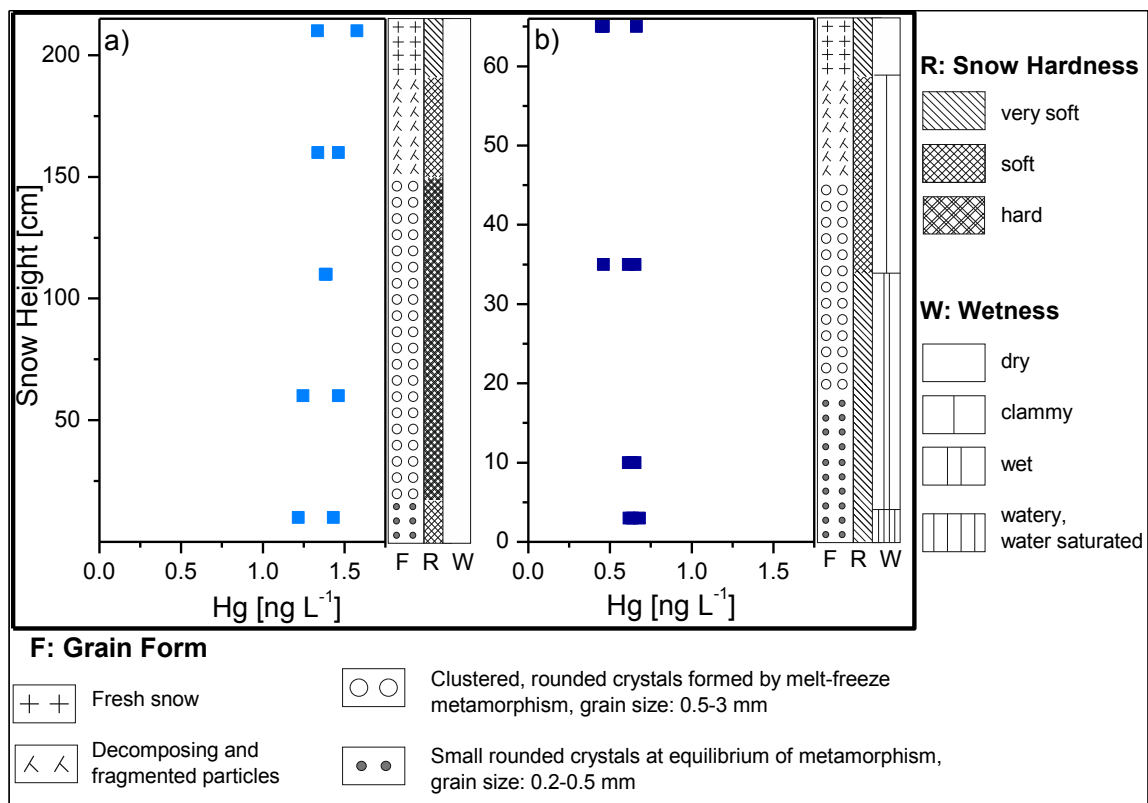 a)
200
150
100
50
Snow Height [cm]
0.0 0.5 1.0 1.5
Hg [ng L⁻¹]
F R W
b)
60
50
40
30
20
10
0
0.0 0.5 1.0 1.5
Hg [ng L⁻¹]
F R W
R: Snow Hardness
very soft
soft
hard
W: Wetness
dry
clammy
wet
watery,
water saturated
F: Grain Form
Fresh snow
Decomposing and
fragmented particles
Clustered, rounded crystals formed by melt-freeze
metamorphism, grain size: 0.5-3 mm
Small rounded crystals at equilibrium of metamorphism,
grain size: 0.2-0.5 mm